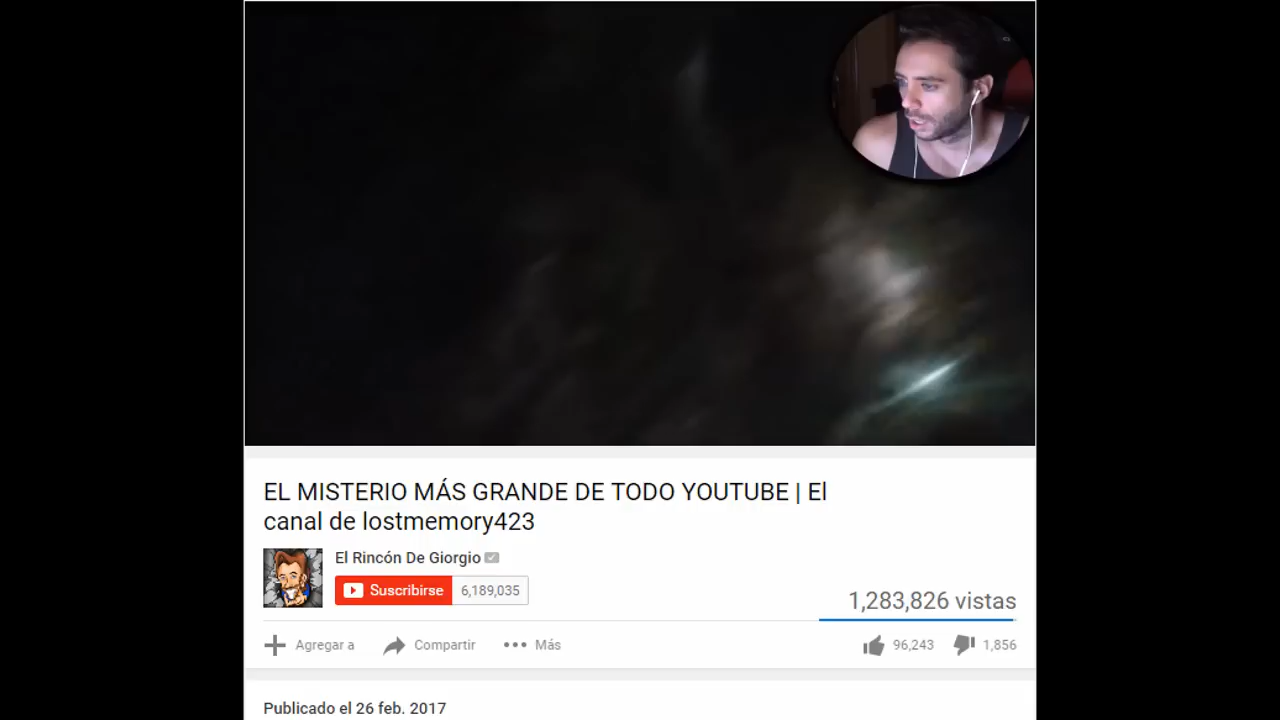 EL MISTERIO MÁS GRANDE DE TODO YOUTUBE | El
canal de lostmemory423
El Rincón De Giorgio
Suscribirse 6,189,035
1,283,826 vistas
Agregar a Compartir Más 96,243 1,856
Publicado el 26 feb. 2017